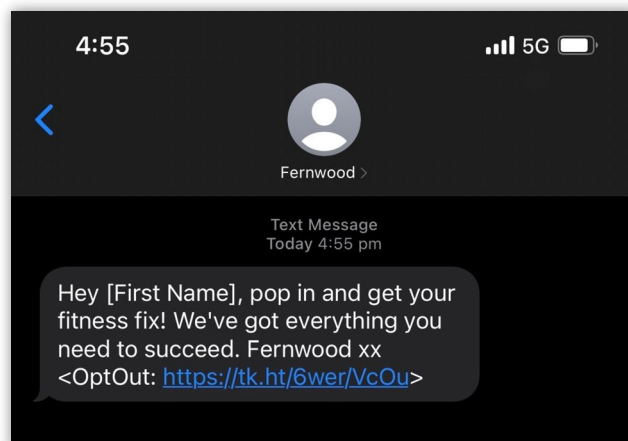 4:55
5G
Fernwood
Text Message
Today 4:55 pm
Hey [First Name], pop in and get your
fitness fix! We've got everything you
need to succeed. Fernwood xx
<OptOut: https://tk.ht/6wer/VcOu>